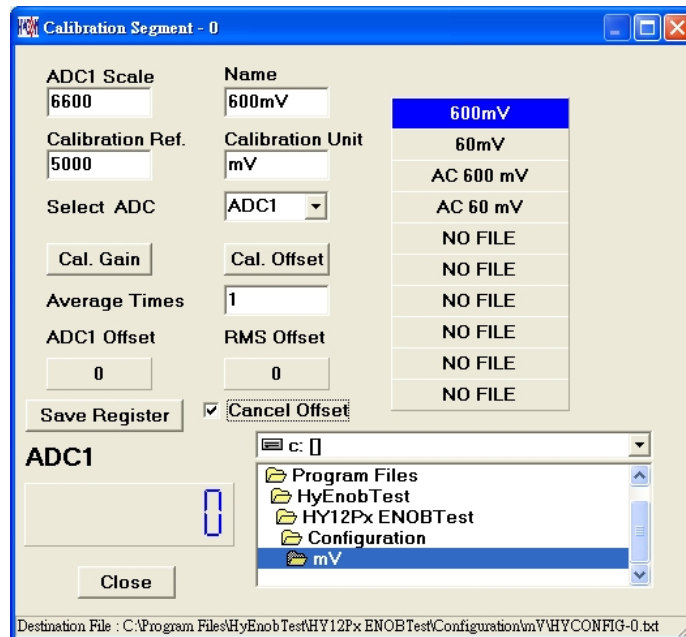 Calibration Segment - 0
ADC1 Scale
Name
6600
600mV
Calibration Ref.
Calibration Unit
5000
mV
Select ADC
ADC1
Cal. Gain
Cal. Offset
Average Times
1
ADC1 Offset
RMS Offset
0
0
Save Register
Cancel Offset
600mV
60mV
AC 600 mV
AC 60 mV
NO FILE
NO FILE
NO FILE
NO FILE
NO FILE
NO FILE
ADC1
0
c: []
Program Files
HyEnobTest
HY12Px ENOBTest
Configuration
mV
Close
Destination File : C:\Program Files\HyEnobTest\HY12Px ENOBTest\Configuration\mV\HYCONFIG-0.txt